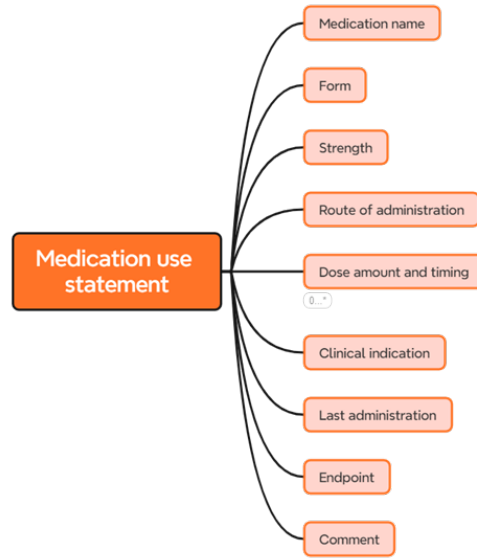 Medication name
Form
Strength
Route of administration
Medication use
statement
Dose amount and timing
0...*
Clinical indication
Last administration
Endpoint
Comment